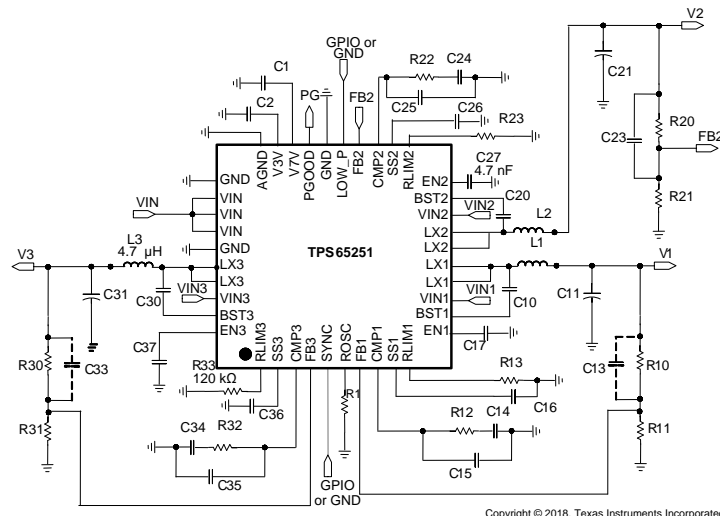 V2
GPIO or
GND
C1
R22
C24
C21
PG
FB2
C25
C2
C26
R23
C23
R20
FB2
R21
AGND
V3V
V7V
PGOOD
GND
LOW_P
FB2
CMP2
SS2
RLIM2
C27
4.7 nF
GND
VIN
VIN
VIN
GND
LX3
LX3
VIN3
BST3
EN3
EN2
BST2
VIN2
LX2
LX2
LX1
LX1
VIN1
BST1
EN1
VIN
VIN2
C20
L2
L1
TPS65251
V3
L3
4.7 µH
V1
VIN3
VIN1
C31
C30
C10
C11
C37
C17
RLIM3
SS3
CMP3
FB3
SYNC
ROSC
FB1
CMP1
SS1
RLIM1
R30
C33
R33
120 kΩ
R13
C13
R10
C36
R1
C16
R31
C34
R32
R12
C14
R11
C35
C15
GPIO
or GND
Copyright © 2018, Texas Instruments Incorporated